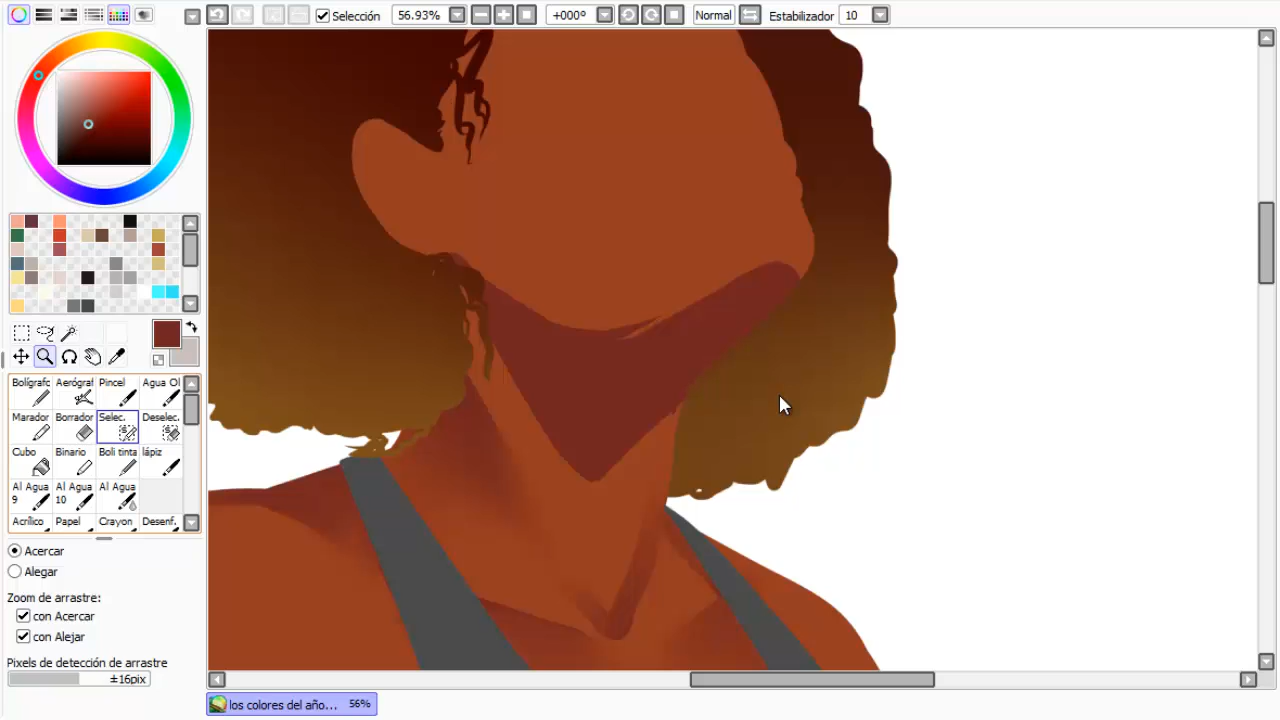 Selección 56.93% +000º Normal Estabilizador 10
Bolígrafc Aerógraf Pincel Agua Ol
Marador Borrador Selec. Deselec.
Cubo Binario Boli tinta lápiz
Al Agua 9 Al Agua 10 Al Agua
Acrílico Papel Crayon Desenf.
Acercar
Alegar
Zoom de arrastre:
con Acercar
con Alejar
Pixels de detección de arrastre
±16pix
los colores del año... 56%